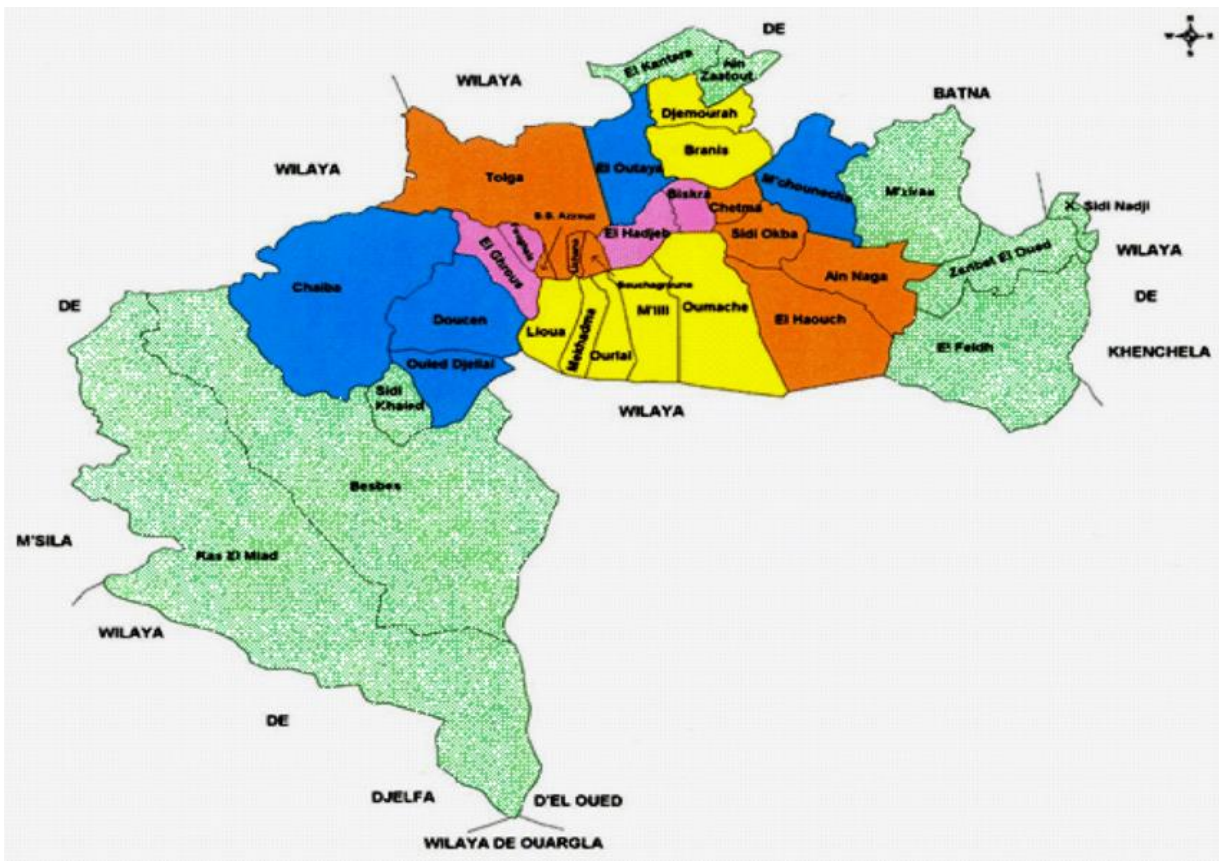 DE
WILAYA
El Kantara
Ain
Zaatout
BATNA
Djemourah
Branis
WILAYA
Tolga
El Outaya
M'chouneche
Biskra
Chetma
Sidi Nadji
El Hadjeb
Sidi Okba
El Ghrous
WILAYA
Zeribet El Oued
Ain Naga
DE
Chaiba
Bouchagroune
DE
Doucen
Lioua
Mekhadma
M'lili
Oumache
El Haouch
Ourlal
El Feidh
KHENCHELA
Ouled Djellal
Sidi
Khaled
WILAYA
Besbes
M'SILA
Ras El Miad
WILAYA
DE
DJELFA
D'EL OUED
WILAYA DE OUARGLA